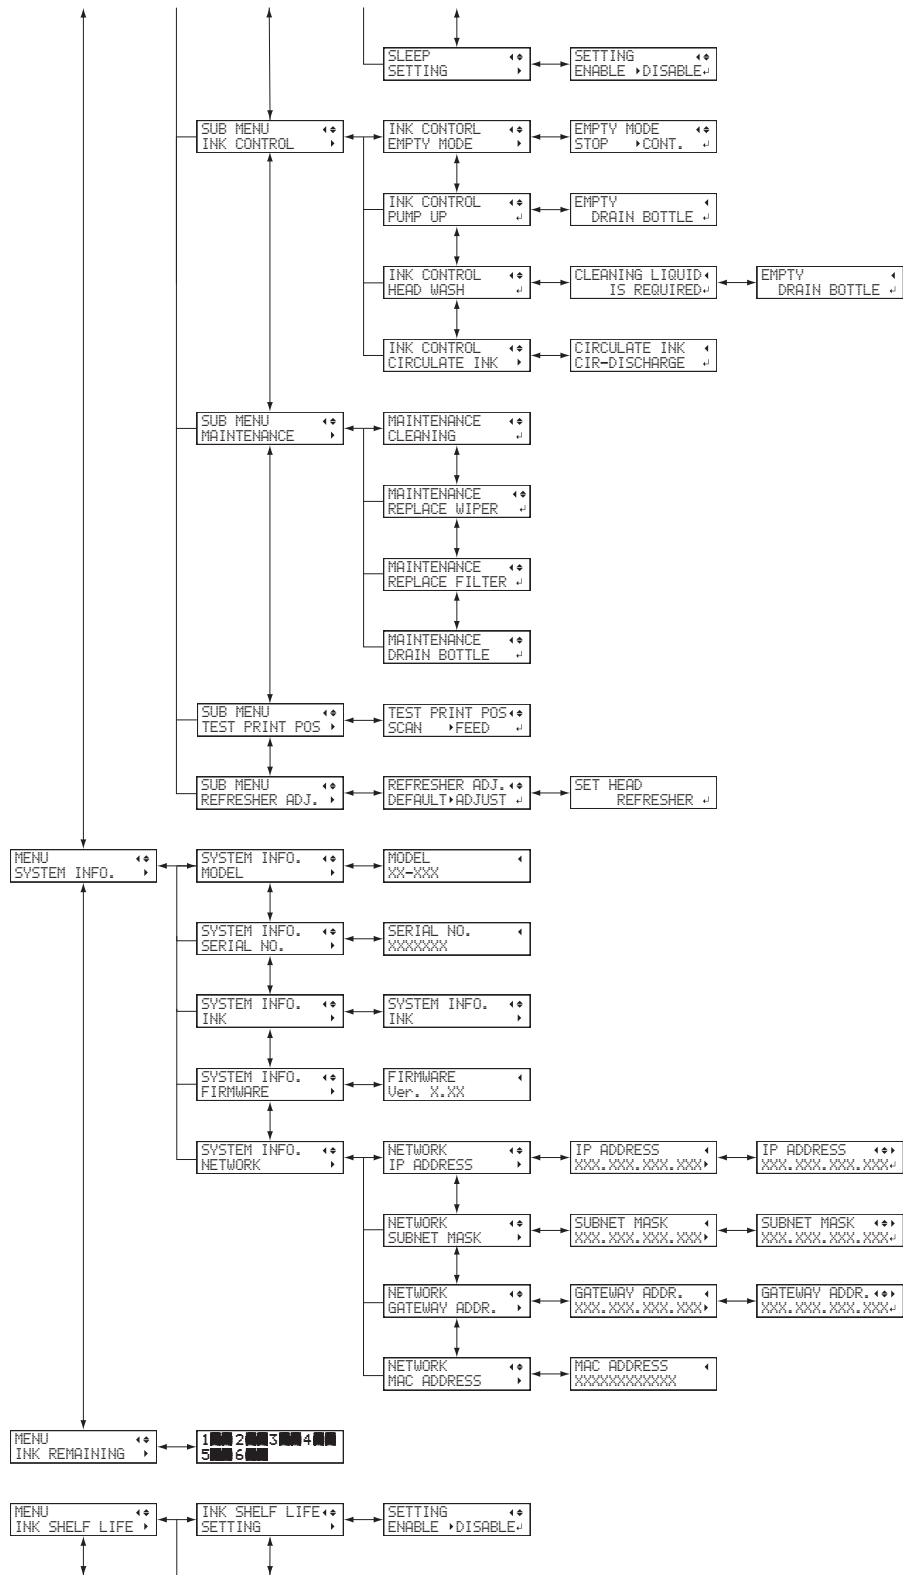 SLEEP
SETTING
SETTING
ENABLE DISABLE
SUB MENU
INK CONTROL
INK CONTORL
EMPTY MODE
EMPTY MODE
STOP CONT.
INK CONTROL
PUMP UP
EMPTY
DRAIN BOTTLE
INK CONTROL
HEAD WASH
CLEANING LIQUID
IS REQUIRED
EMPTY
DRAIN BOTTLE
INK CONTROL
CIRCULATE INK
CIRCULATE INK
CIR-DISCHARGE
SUB MENU
MAINTENANCE
MAINTENANCE
CLEANING
MAINTENANCE
REPLACE WIPER
MAINTENANCE
REPLACE FILTER
MAINTENANCE
DRAIN BOTTLE
SUB MENU
TEST PRINT POS
TEST PRINT POS
SCAN FEED
SUB MENU
REFRESHER ADJ.
REFRESHER ADJ.
DEFAULT ADJUST
SET HEAD
REFRESHER
MENU
SYSTEM INFO.
SYSTEM INFO.
MODEL
MODEL
XX-XXX
SYSTEM INFO.
SERIAL NO.
SERIAL NO.
XXXXXXX
SYSTEM INFO.
INK
SYSTEM INFO.
INK
SYSTEM INFO.
FIRMWARE
FIRMWARE
Ver. X.XX
SYSTEM INFO.
NETWORK
NETWORK
IP ADDRESS
IP ADDRESS
XXX.XXX.XXX.XXX
IP ADDRESS
XXX.XXX.XXX.XXX
NETWORK
SUBNET MASK
SUBNET MASK
XXX.XXX.XXX.XXX
SUBNET MASK
XXX.XXX.XXX.XXX
NETWORK
GATEWAY ADDR.
GATEWAY ADDR.
XXX.XXX.XXX.XXX
GATEWAY ADDR.
XXX.XXX.XXX.XXX
NETWORK
MAC ADDRESS
MAC ADDRESS
XXXXXXXXXXXX
MENU
INK REMAINING
1 2 3 4
5 6
MENU
INK SHELF LIFE
INK SHELF LIFE
SETTING
SETTING
ENABLE DISABLE